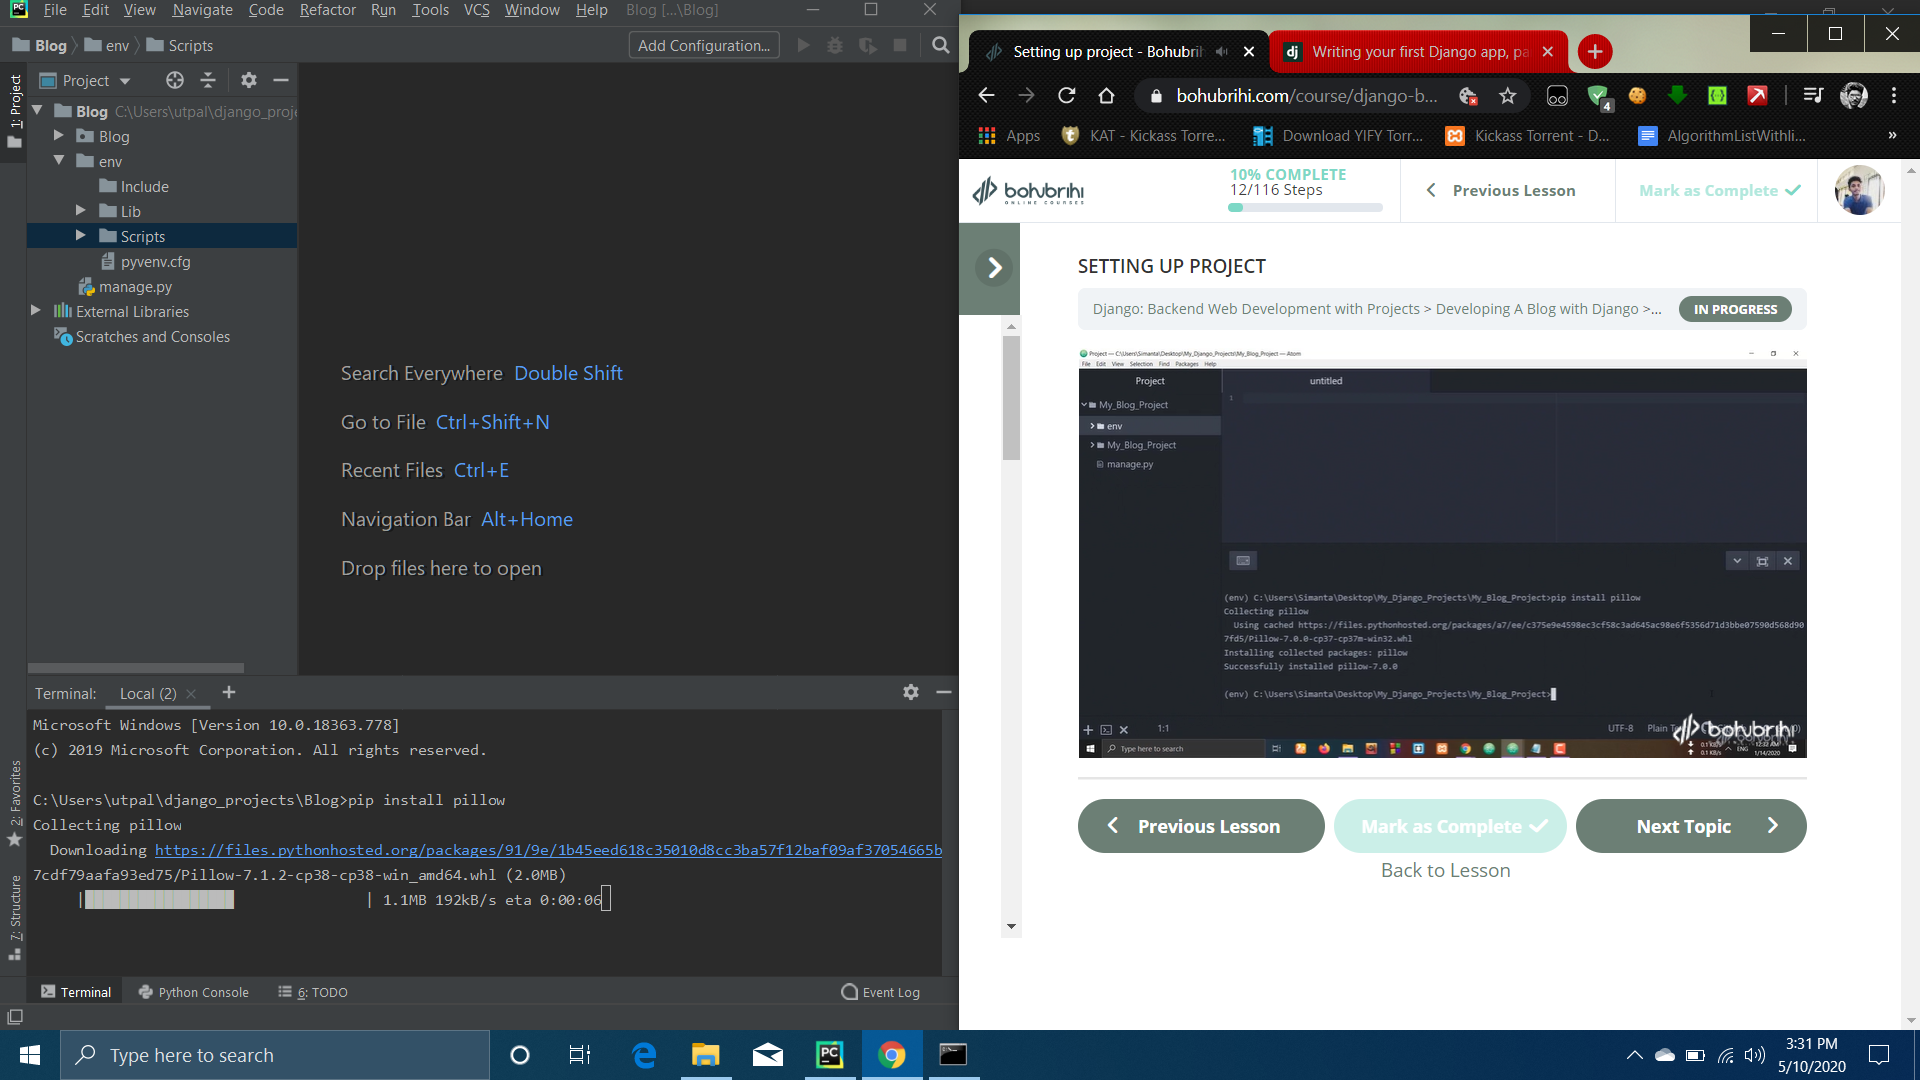 File Edit View Navigate Code Refactor Run Tools VCS Window Help Blog [...\Blog]
Blog env Scripts
Add Configuration...
1: Project
Project
Blog C:\Users\utpal\django_proje
Blog
env
Include
Lib
Scripts
pyvenv.cfg
manage.py
External Libraries
Scratches and Consoles
Search Everywhere Double Shift
Go to File Ctrl+Shift+N
Recent Files Ctrl+E
Navigation Bar Alt+Home
Drop files here to open
Terminal: Local (2)
Microsoft Windows [Version 10.0.18363.778]
(c) 2019 Microsoft Corporation. All rights reserved.
C:\Users\utpal\django_projects\Blog>pip install pillow
Collecting pillow
Downloading https://files.pythonhosted.org/packages/91/9e/1b45eed618c35010d8cc3ba57f12baf09af37054665b
7cdf79aafa93ed75/Pillow-7.1.2-cp38-cp38-win_amd64.whl (2.0MB)
| | 1.1MB 192kB/s eta 0:00:06
2: Favorites
7: Structure
Terminal Python Console 6: TODO Event Log
Setting up project - Bohubrih
dj Writing your first Django app, pa
bohubrihi.com/course/django-b...
4
Apps KAT - Kickass Torre... Download YIFY Torr... Kickass Torrent - D... AlgorithmListWithli... »
bohubrihi
ONLINE COURSES
10% COMPLETE
12/116 Steps
Previous Lesson
Mark as Complete
SETTING UP PROJECT
Django: Backend Web Development with Projects > Developing A Blog with Django >...
IN PROGRESS
Project — C:\Users\Simanta\Desktop\My_Django_Projects\My_Blog_Project — Atom
File Edit View Selection Find Packages Help
Project
untitled
My_Blog_Project
1
env
My_Blog_Project
manage.py
(env) C:\Users\Simanta\Desktop\My_Django_Projects\My_Blog_Project>pip install pillow
Collecting pillow
Using cached https://files.pythonhosted.org/packages/a7/ee/c375e9e4598ec3cf58c3ad645ac98e6f5356d71d3bbe07590d568d90
7fd5/Pillow-7.0.0-cp37-cp37m-win32.whl
Installing collected packages: pillow
Successfully installed pillow-7.0.0
(env) C:\Users\Simanta\Desktop\My_Django_Projects\My_Blog_Project>
1:1
UTF-8 Plain
bohubrihi
Type here to search
ENG
1/14/2020
Previous Lesson
Mark as Complete
Next Topic
Back to Lesson
Type here to search
3:31 PM
5/10/2020